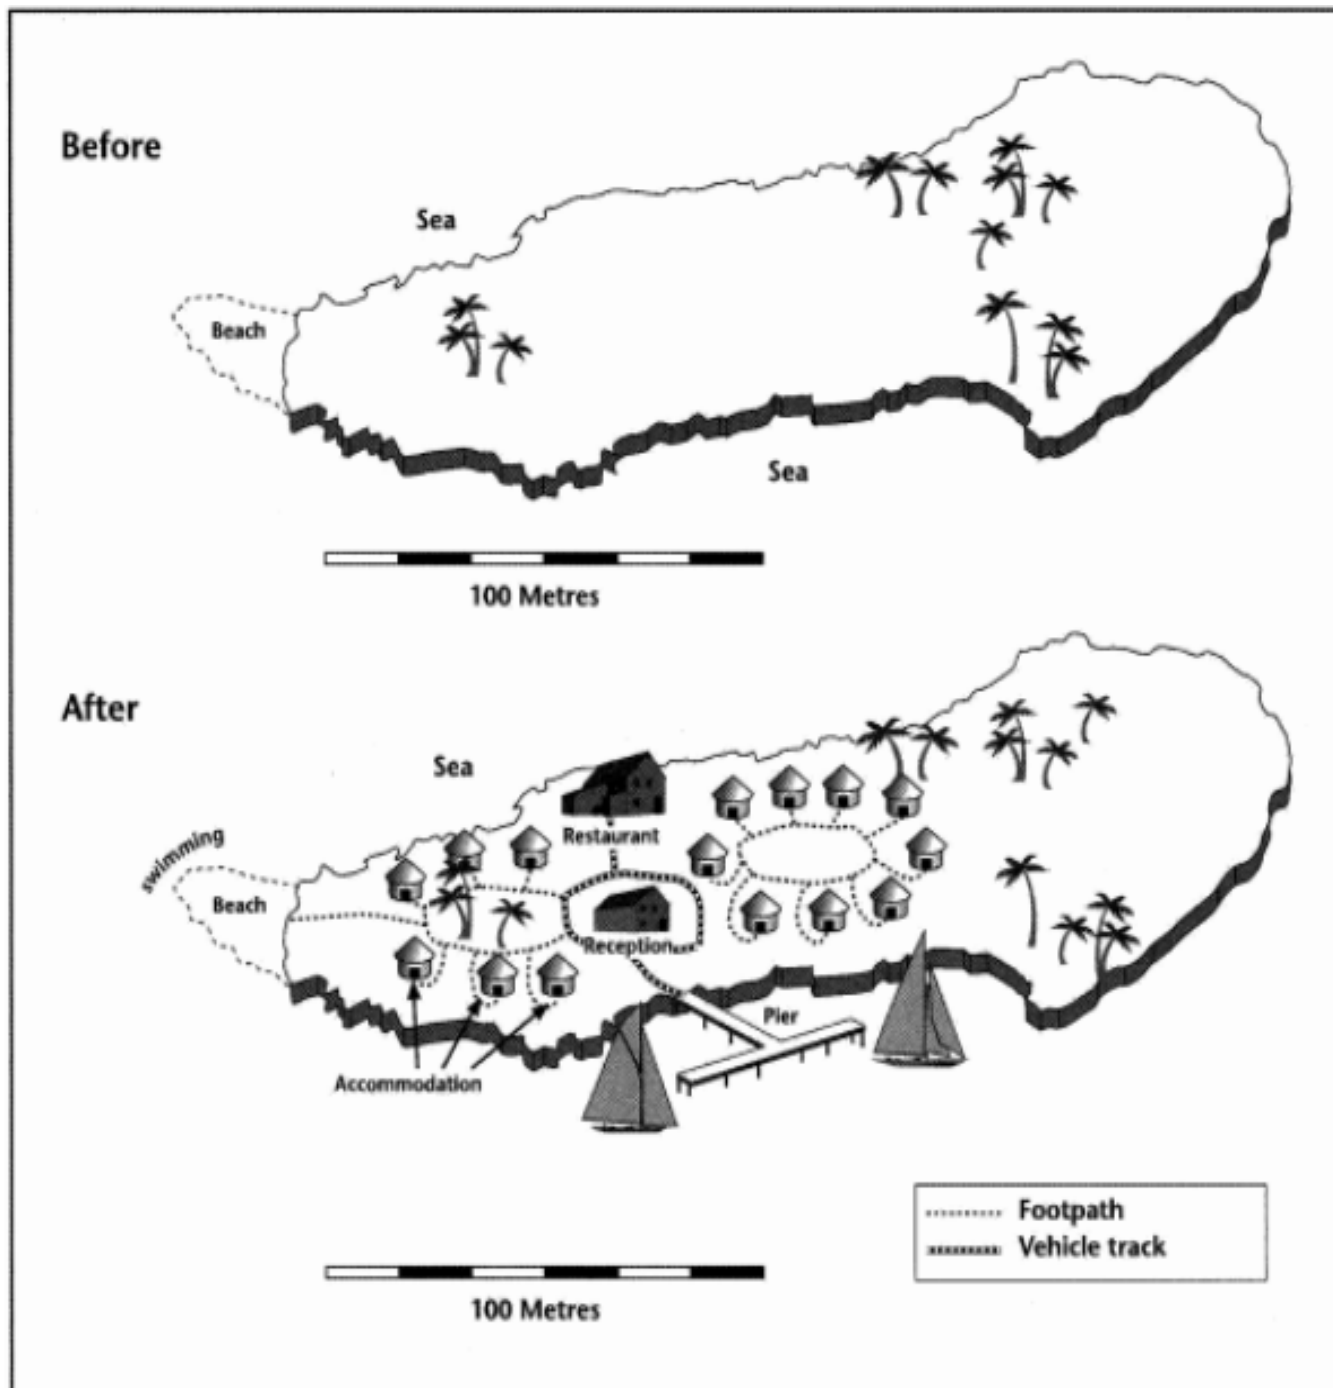 Before
Sea
Beach
Sea
100 Metres
After
Sea
Restaurant
swimming
Beach
Reception
Pier
Accommodation
Footpath
Vehicle track
100 Metres